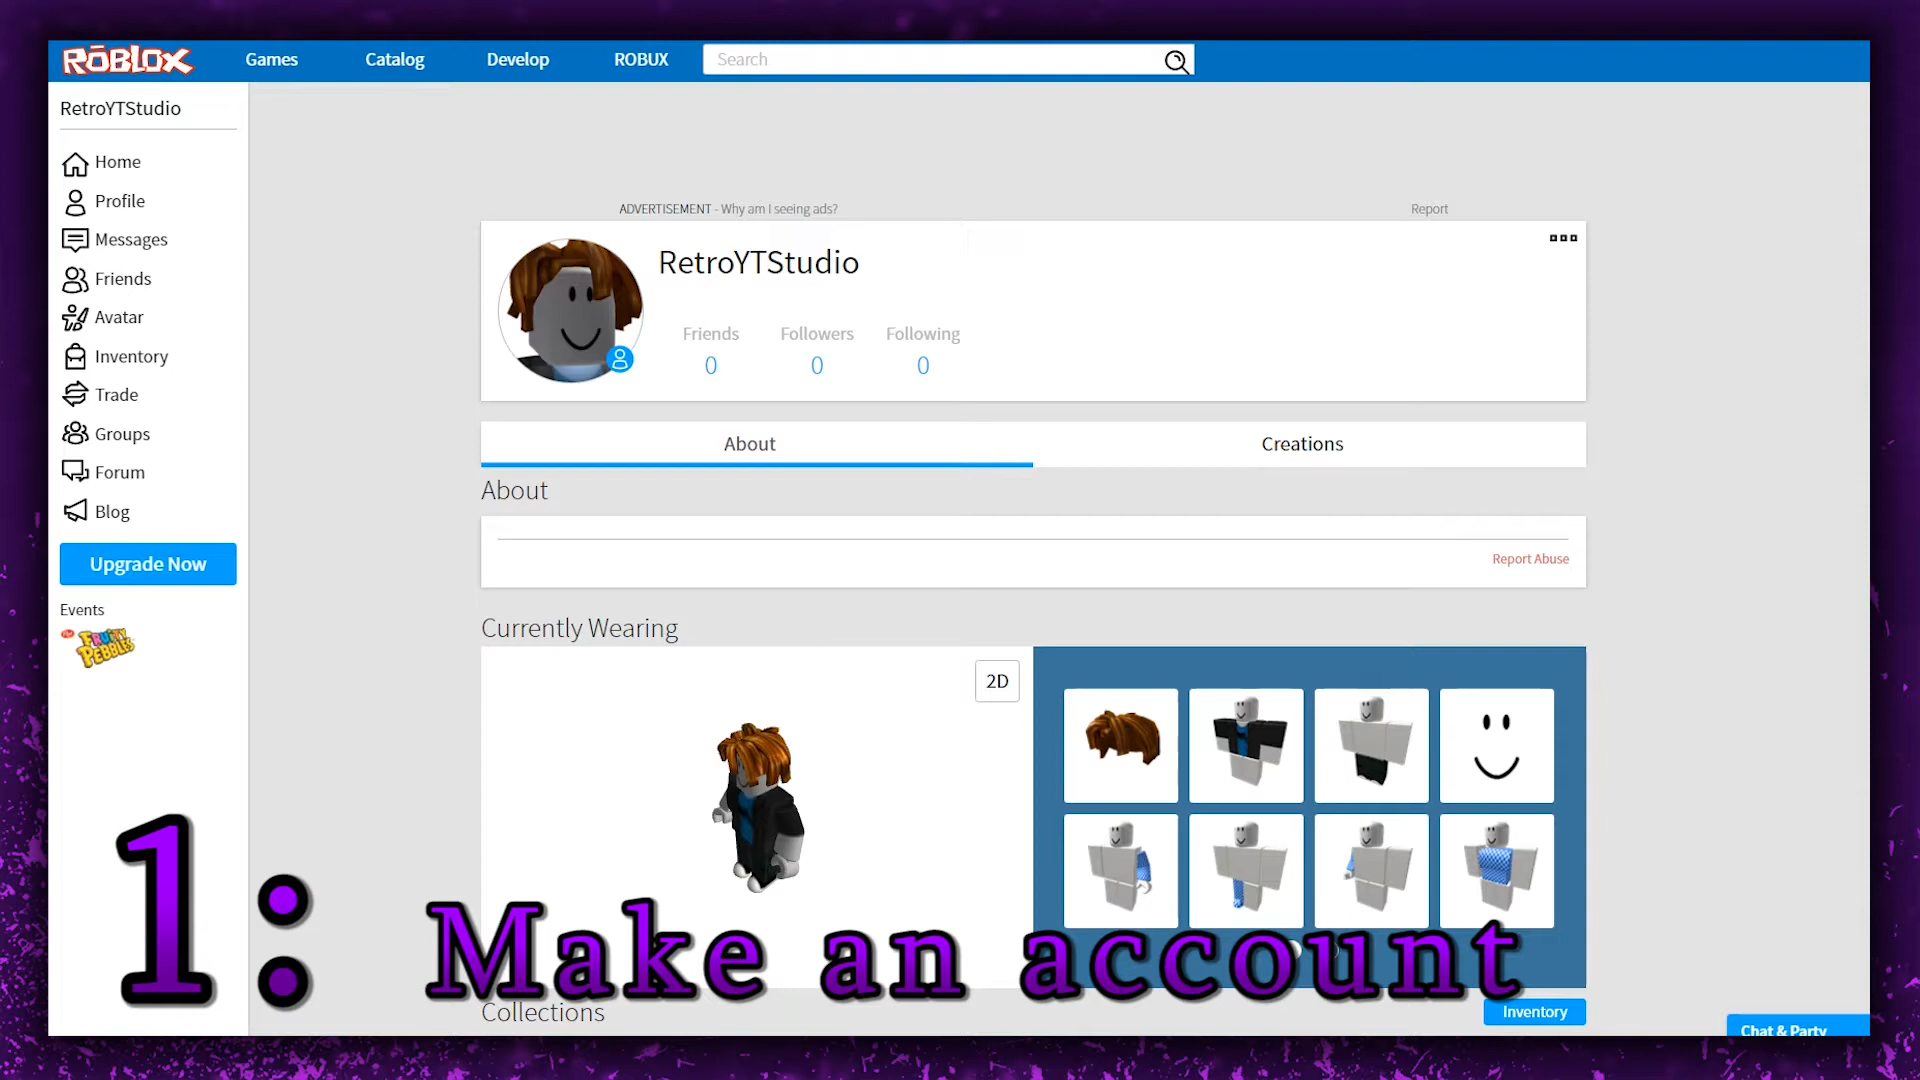 ROBLOX
Games
Catalog
Develop
ROBUX
Search
RetroYTStudio
Home
Profile
Messages
Friends
Avatar
Inventory
Trade
Groups
Forum
Blog
Upgrade Now
Events
FRUITY
PEBBLES
ADVERTISEMENT - Why am I seeing ads?
Report
RetroYTStudio
Friends
Followers
Following
0
0
0
About
Creations
About
Report Abuse
Currently Wearing
2D
1: Make an account
Collections
Inventory
Chat & Party